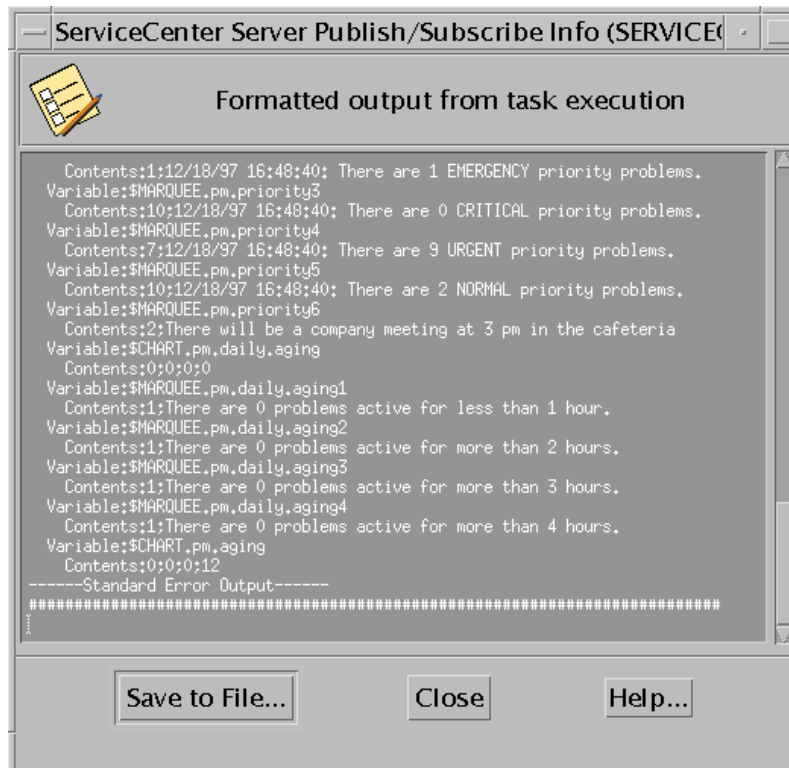 ServiceCenter Server Publish/Subscribe Info (SERVICE
Formatted output from task execution
Contents:1;12/18/97 16:48:40: There are 1 EMERGENCY priority problems.
Variable:$MARQUEE.pm.priority3
Contents:10;12/18/97 16:48:40: There are 0 CRITICAL priority problems.
Variable:$MARQUEE.pm.priority4
Contents:7;12/18/97 16:48:40: There are 9 URGENT priority problems.
Variable:$MARQUEE.pm.priority5
Contents:10;12/18/97 16:48:40: There are 2 NORMAL priority problems.
Variable:$MARQUEE.pm.priority6
Contents:2;There will be a company meeting at 3 pm in the cafeteria
Variable:$CHART.pm.daily.aging
Contents:0;0;0;0
Variable:$MARQUEE.pm.daily.aging1
Contents:1;There are 0 problems active for less than 1 hour.
Variable:$MARQUEE.pm.daily.aging2
Contents:1;There are 0 problems active for more than 2 hours.
Variable:$MARQUEE.pm.daily.aging3
Contents:1;There are 0 problems active for more than 3 hours.
Variable:$MARQUEE.pm.daily.aging4
Contents:1;There are 0 problems active for more than 4 hours.
Variable:$CHART.pm.aging
Contents:0;0;0;12
------Standard Error Output------
############################################################################
Save to File... Close Help...